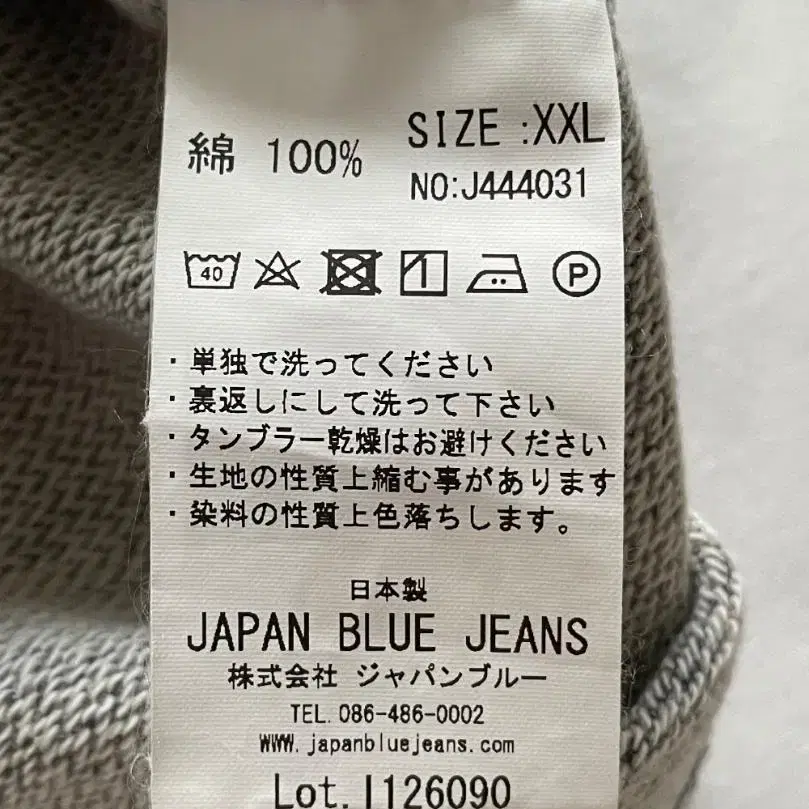 綿 100% SIZE :XXL
NO:J444031
40 1 P
・単独で洗ってください
・裏返しにして洗って下さい
・タンブラー乾燥はお避けください
・生地の性質上縮む事があります
・染料の性質上色落ちします。
日本製
JAPAN BLUE JEANS
株式会社 ジャパンブルー
TEL. 086-486-0002
WWW. japanbluejeans. com
Lot. I126090